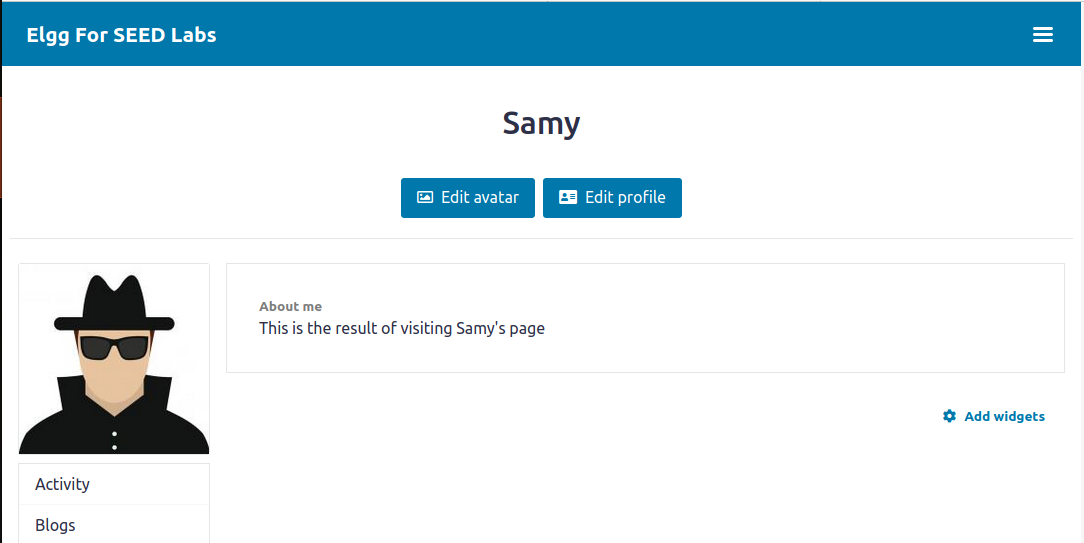 Elgg For SEED Labs
Samy
Edit avatar
Edit profile
About me
This is the result of visiting Samy's page
Add widgets
Activity
Blogs